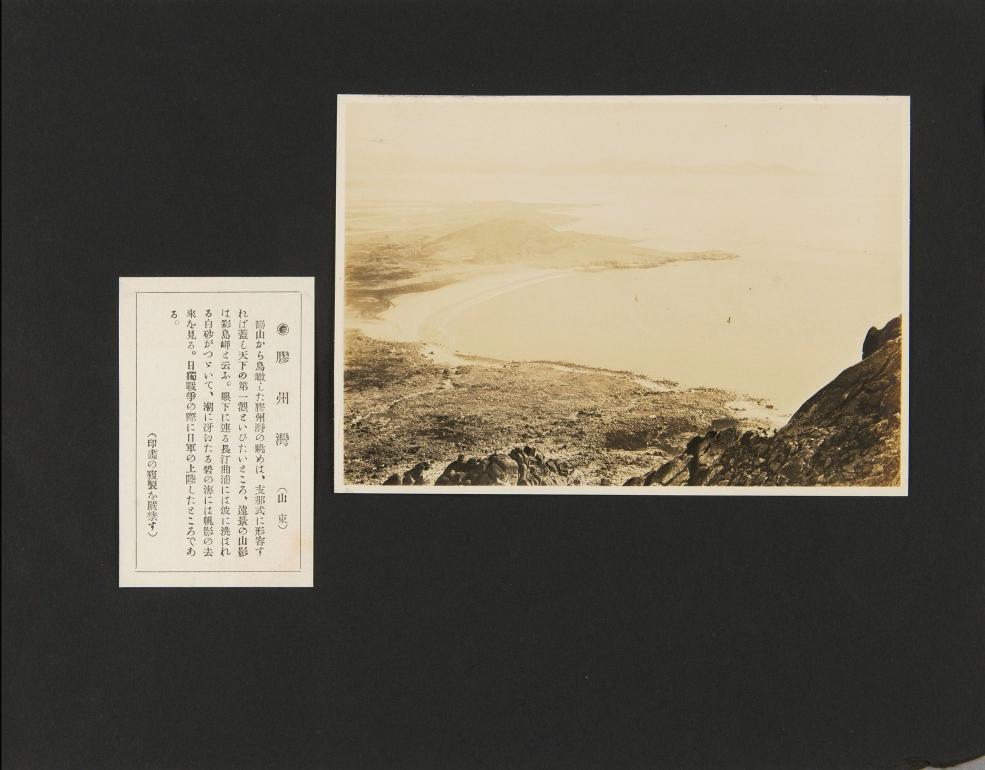 ◉膠州灣（山東）
山から鳥瞰した膠州灣の眺めは、支那式に形容す
れば蓋し天下の第一觀といひたいところ、遠景の山影
は彩島岬と云ふ。眼下に連る長汀曲浦には波に洗はれ
る白砂がつゞいて、潮に冴わたる碧の海には帆影の去
來を見る。日獨戰爭の際に日軍の上陸したところであ
る。
（印畫の複製を嚴禁す）